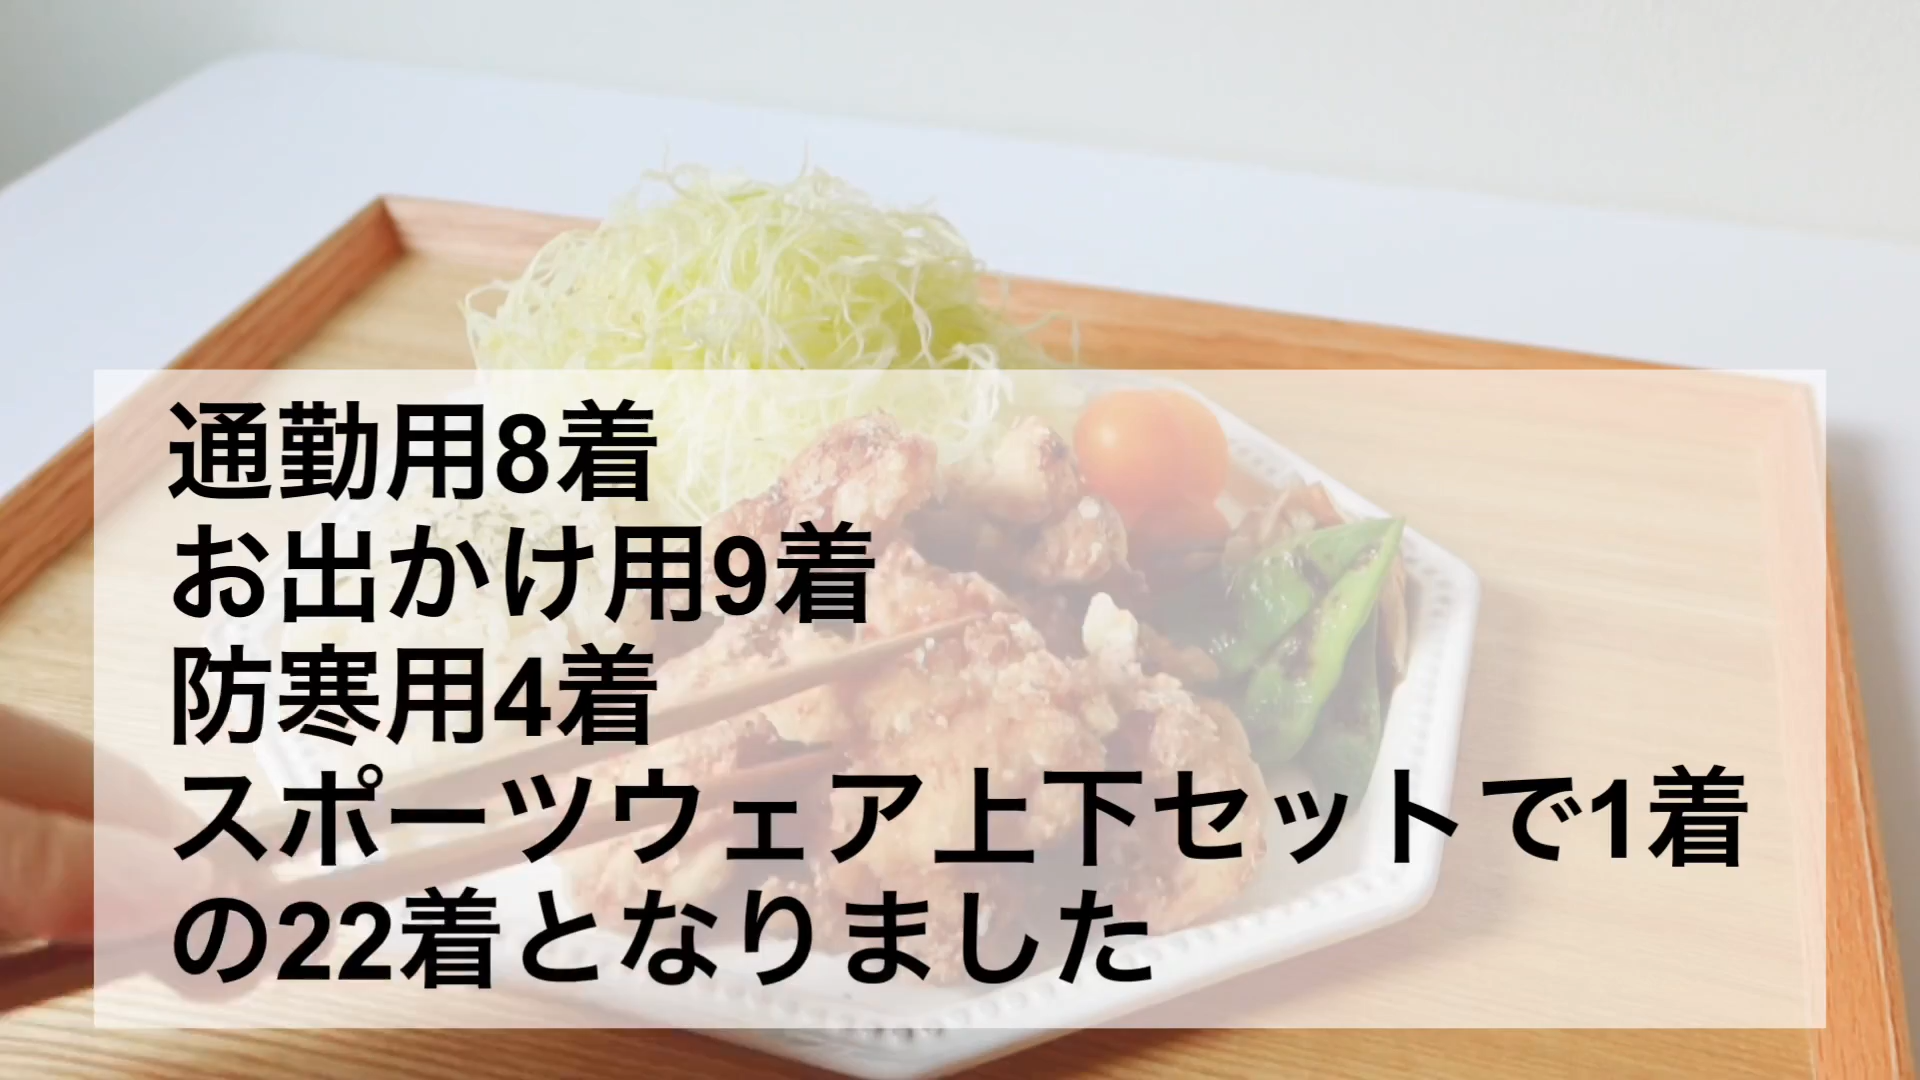 通勤用8着
お出かけ用9着
防寒用4着
スポーツウェア上下セットで1着
の22着となりました